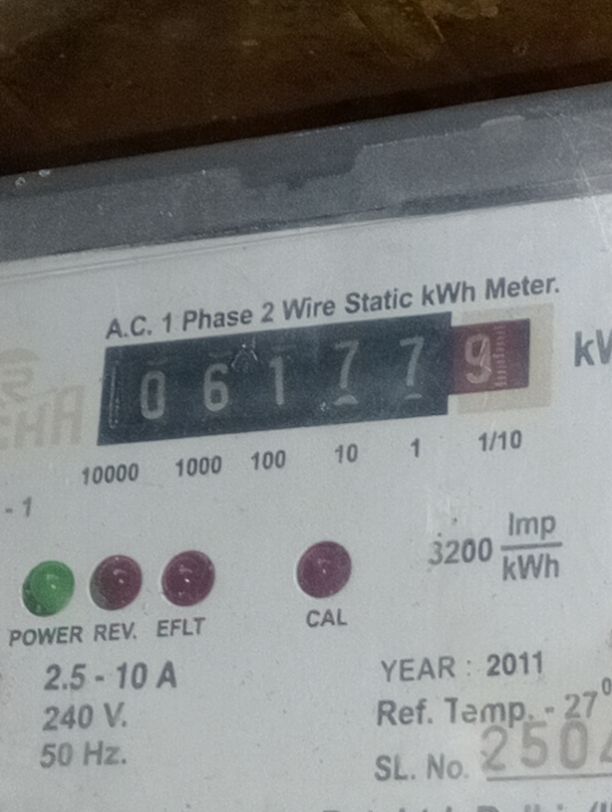 A.C. 1 Phase 2 Wire Static kWh Meter.
0 6 1 7 7 9
10000 1000 100 10 1 1/10
- 1
3200 Imp
kWh
POWER REV. EFLT CAL
2.5 - 10 A
240 V.
50 Hz.
YEAR : 2011
Ref. Temp. - 27°
SL. No. 2504